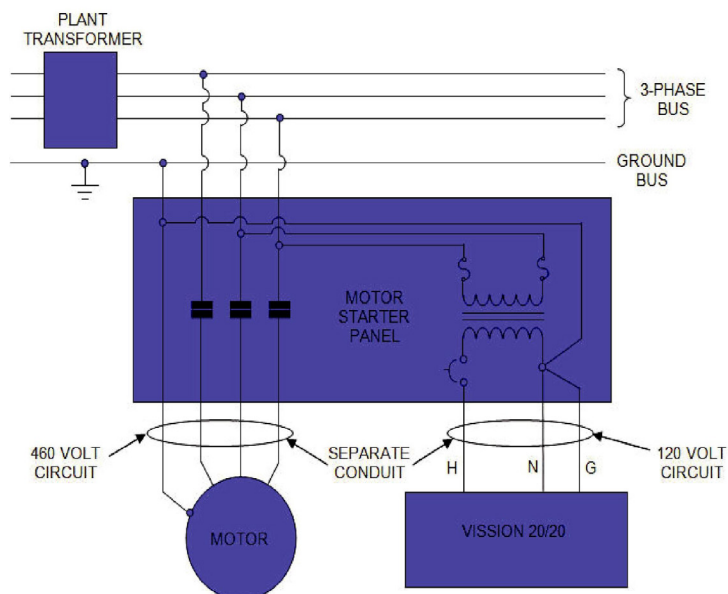 PLANT
TRANSFORMER
3-PHASE
BUS
GROUND
BUS
MOTOR
STARTER
PANEL
460 VOLT
CIRCUIT
SEPARATE
CONDUIT
H
N
G
120 VOLT
CIRCUIT
MOTOR
VISSION 20/20